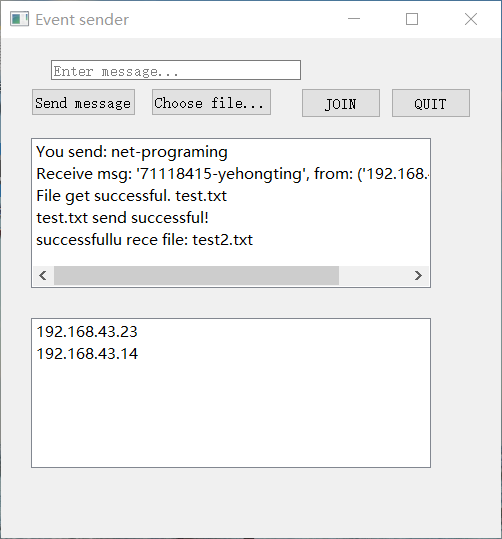 Event sender
Enter message...
Send message Choose file... JOIN QUIT
You send: net-programing
Receive msg: '71118415-yehongting', from: ('192.168.
File get successful. test.txt
test.txt send successful!
successfullu rece file: test2.txt
192.168.43.23
192.168.43.14